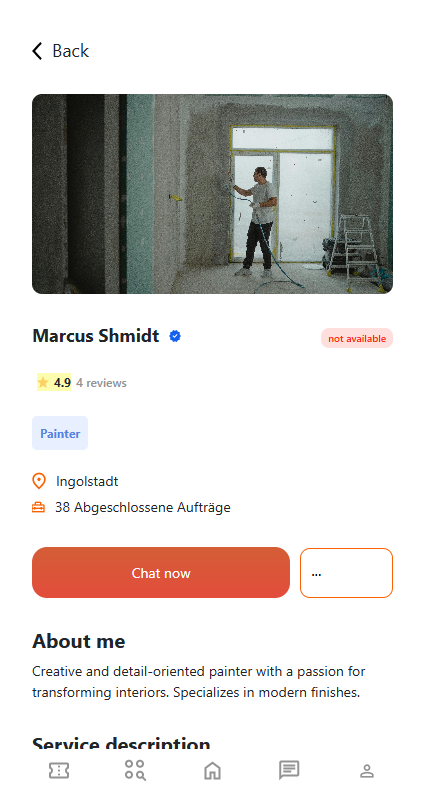 Back
Marcus Shmidt
not available
4.9 4 reviews
Painter
Ingolstadt
38 Abgeschlossene Aufträge
Chat now
...
About me
Creative and detail-oriented painter with a passion for
transforming interiors. Specializes in modern finishes.
Service description